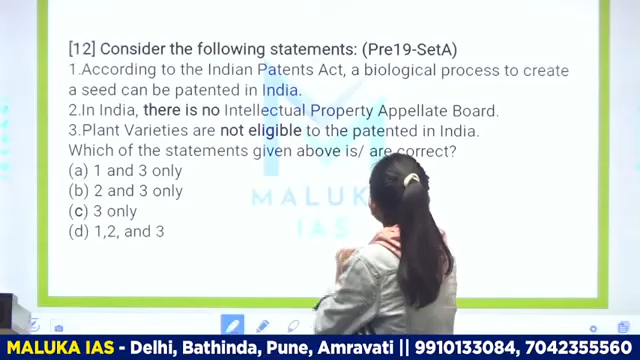 [12] Consider the following statements: (Pre19-SetA)
1.According to the Indian Patents Act, a biological process to create
a seed can be patented in India.
2.In India, there is no Intellectual Property Appellate Board.
3.Plant Varieties are not eligible to the patented in India.
Which of the statements given above is/ are correct?
(a) 1 and 3 only
(b) 2 and 3 only
(c) 3 only
(d) 1,2, and 3
MALUKA
IAS
MALUKA IAS - Delhi, Bathinda, Pune, Amravati || 9910133084, 7042355560